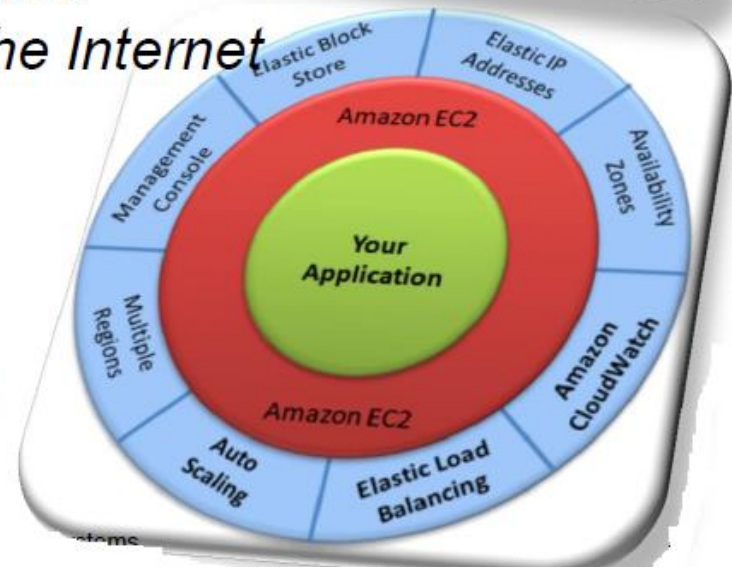 he Internet
Elastic Block
Store
Elastic IP
Addresses
Amazon EC2
Management
Console
Availability
Zones
Your
Application
Multiple
Regions
Amazon
CloudWatch
Amazon EC2
Auto
Scaling
Elastic Load
Balancing